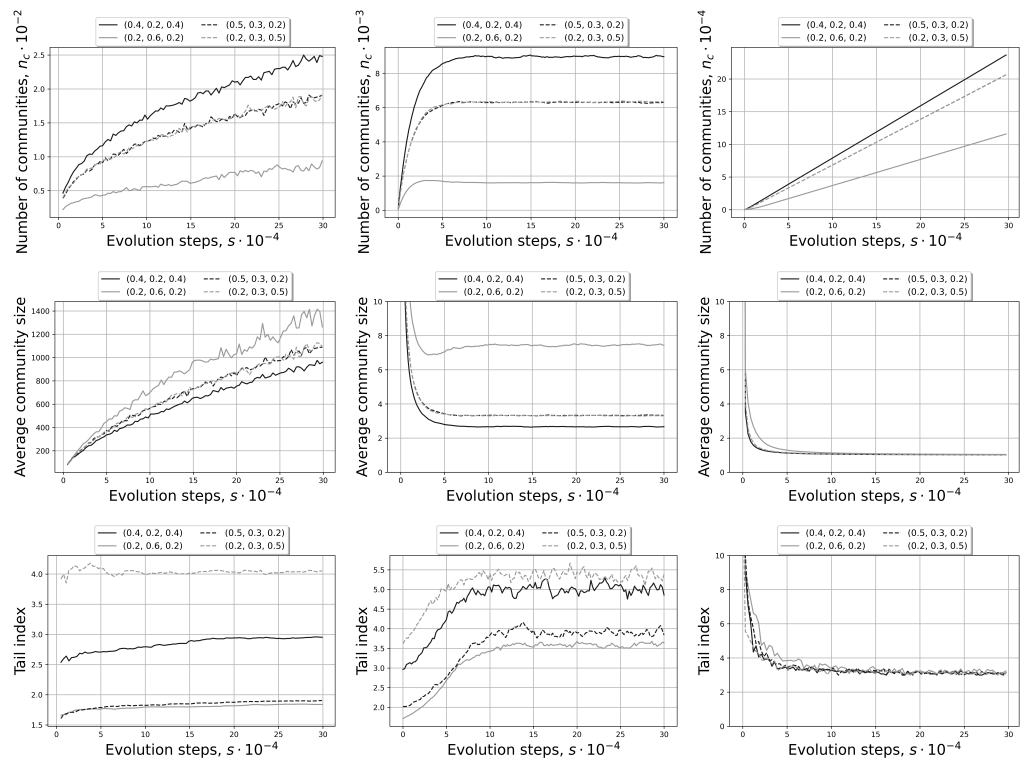 Number of communities, n_c · 10^−2
(0.4, 0.2, 0.4) (0.5, 0.3, 0.2)
(0.2, 0.6, 0.2) (0.2, 0.3, 0.5)
2.5
2.0
1.5
1.0
0.5
0 5 10 15 20 25 30
Evolution steps, s · 10^−4
Number of communities, n_c · 10^−3
(0.4, 0.2, 0.4) (0.5, 0.3, 0.2)
(0.2, 0.6, 0.2) (0.2, 0.3, 0.5)
8
6
4
2
0
0 5 10 15 20 25 30
Evolution steps, s · 10^−4
Number of communities, n_c · 10^−4
(0.4, 0.2, 0.4) (0.5, 0.3, 0.2)
(0.2, 0.6, 0.2) (0.2, 0.3, 0.5)
20
15
10
5
0
0 5 10 15 20 25 30
Evolution steps, s · 10^−4
Average community size
(0.4, 0.2, 0.4) (0.5, 0.3, 0.2)
(0.2, 0.6, 0.2) (0.2, 0.3, 0.5)
1400
1200
1000
800
600
400
200
0 5 10 15 20 25 30
Evolution steps, s · 10^−4
Average community size
(0.4, 0.2, 0.4) (0.5, 0.3, 0.2)
(0.2, 0.6, 0.2) (0.2, 0.3, 0.5)
10
8
6
4
2
0
0 5 10 15 20 25 30
Evolution steps, s · 10^−4
Average community size
(0.4, 0.2, 0.4) (0.5, 0.3, 0.2)
(0.2, 0.6, 0.2) (0.2, 0.3, 0.5)
10
8
6
4
2
0
0 5 10 15 20 25 30
Evolution steps, s · 10^−4
Tail index
(0.4, 0.2, 0.4) (0.5, 0.3, 0.2)
(0.2, 0.6, 0.2) (0.2, 0.3, 0.5)
4.0
3.5
3.0
2.5
2.0
1.5
0 5 10 15 20 25 30
Evolution steps, s · 10^−4
Tail index
(0.4, 0.2, 0.4) (0.5, 0.3, 0.2)
(0.2, 0.6, 0.2) (0.2, 0.3, 0.5)
5.5
5.0
4.5
4.0
3.5
3.0
2.5
2.0
0 5 10 15 20 25 30
Evolution steps, s · 10^−4
Tail index
(0.4, 0.2, 0.4) (0.5, 0.3, 0.2)
(0.2, 0.6, 0.2) (0.2, 0.3, 0.5)
10
8
6
4
2
0
0 5 10 15 20 25 30
Evolution steps, s · 10^−4